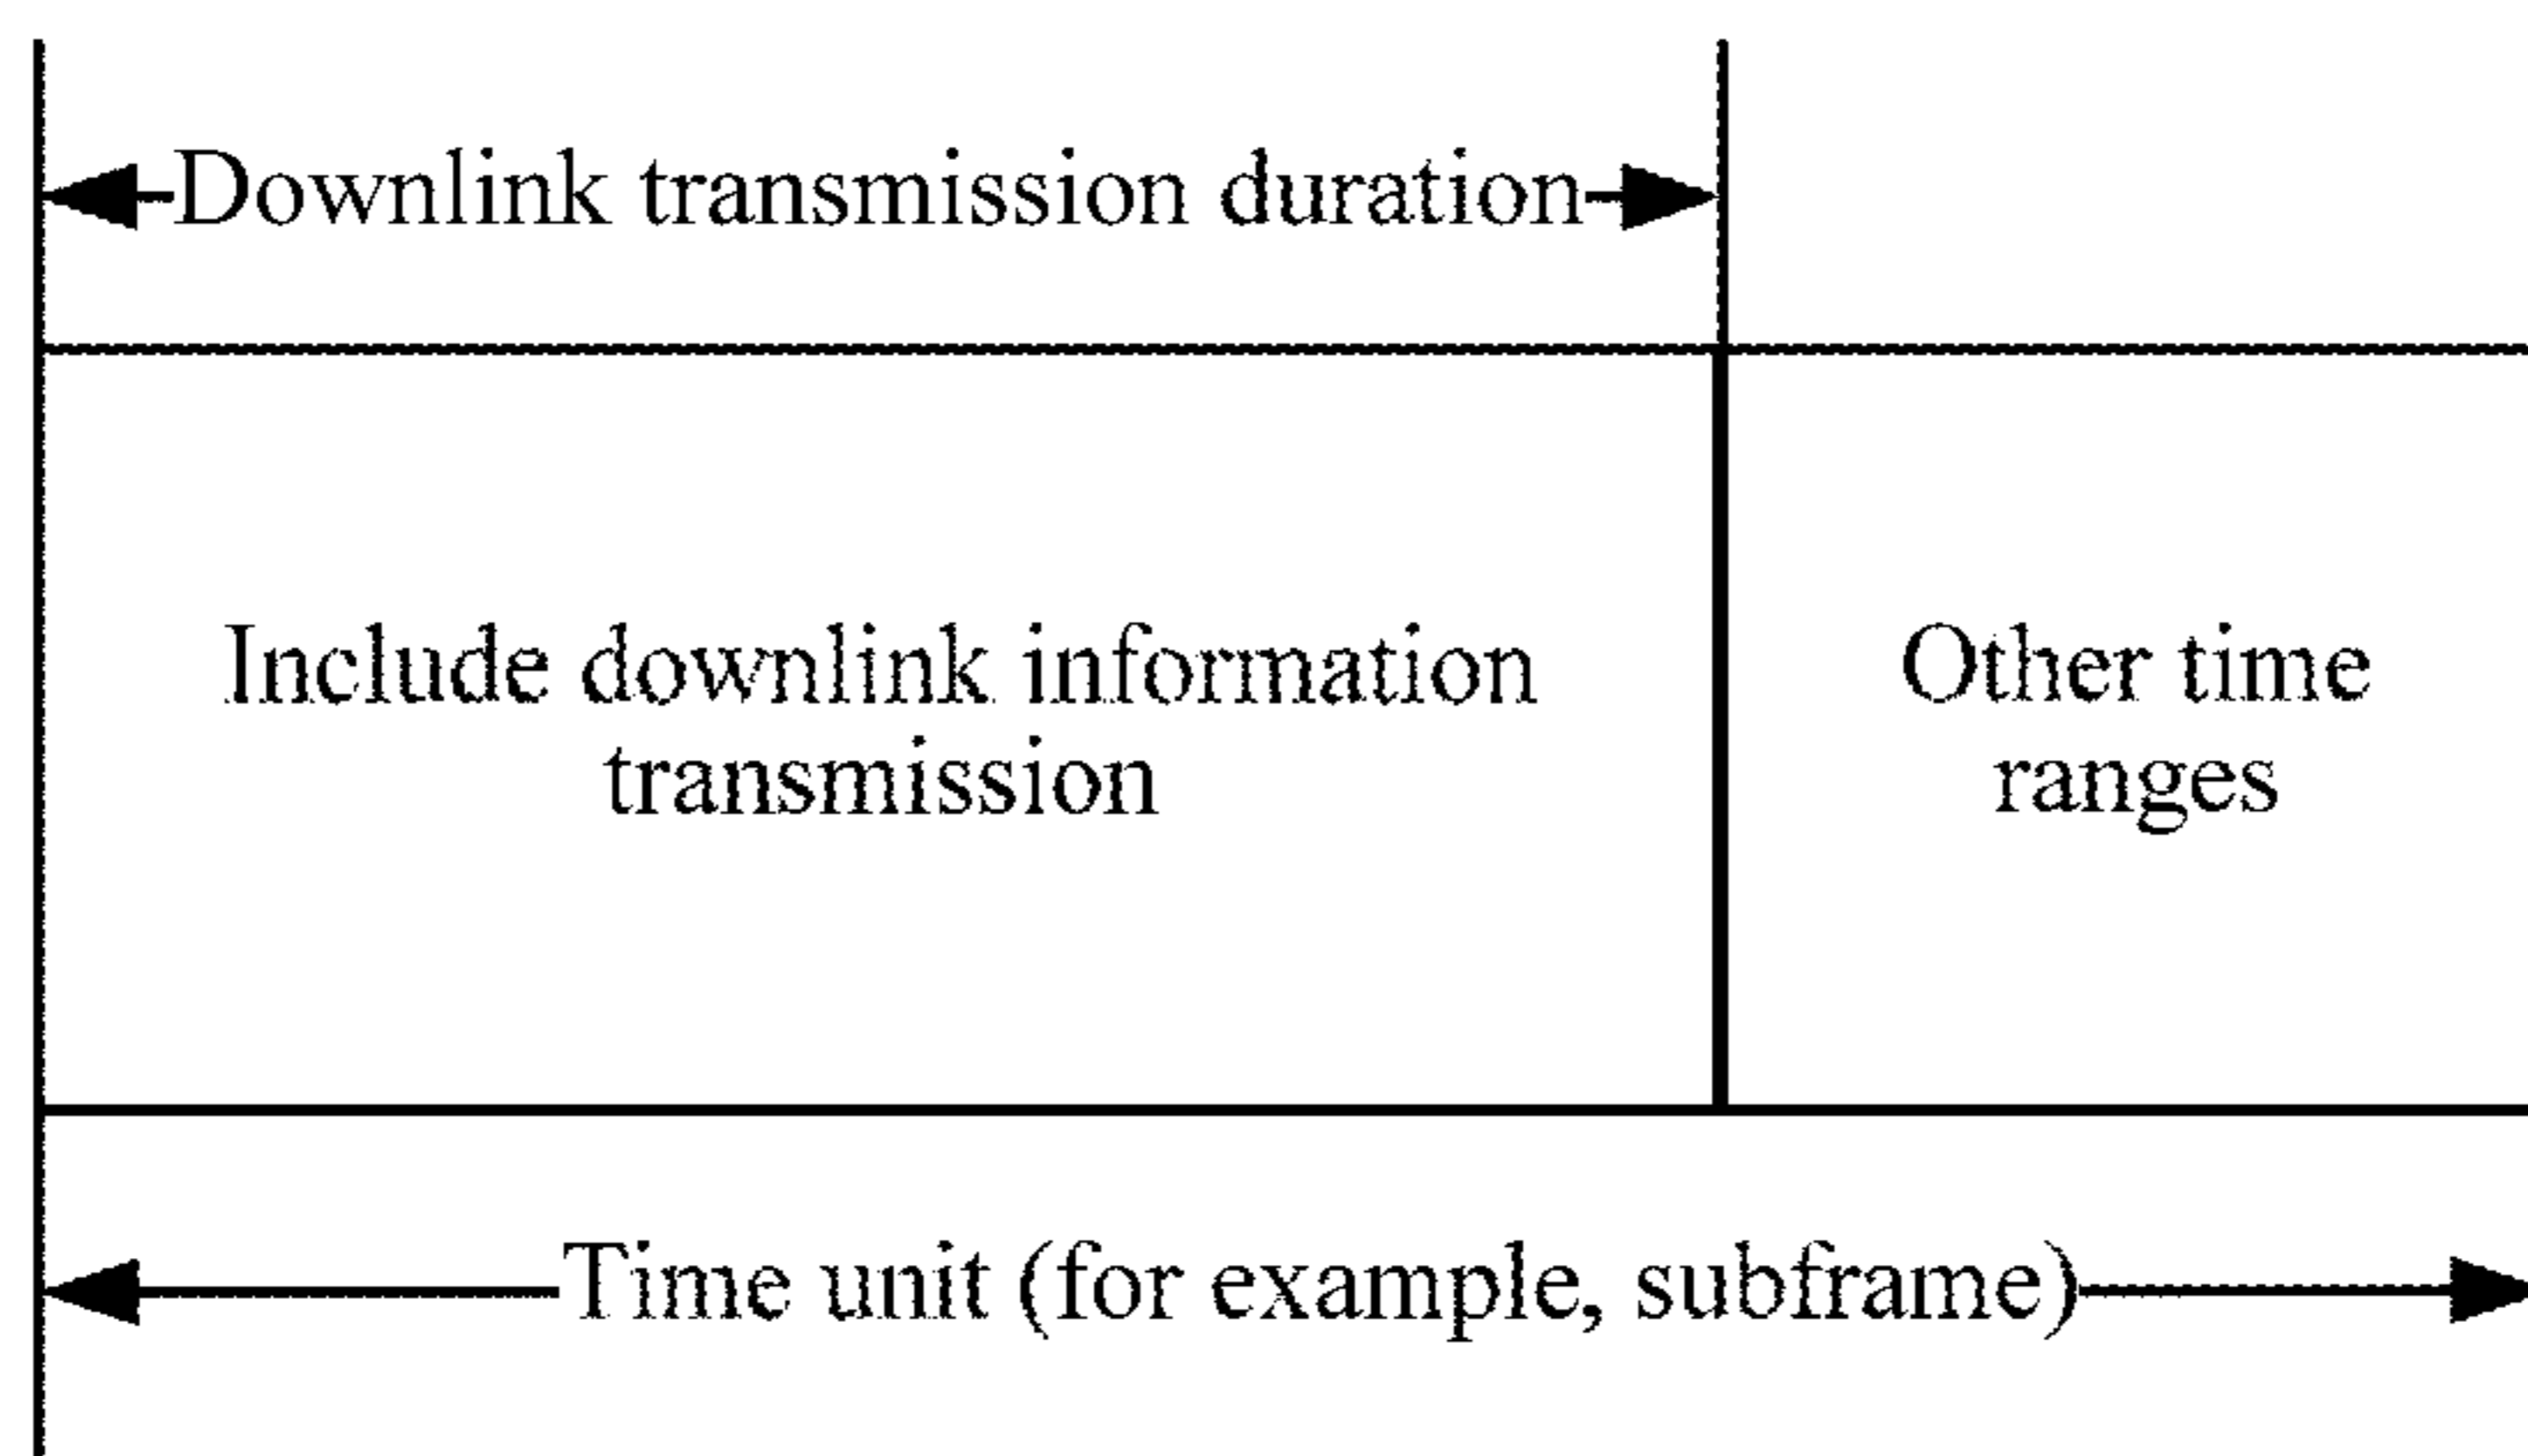 Downlink transmission duration
Include downlink information
transmission
Other time
ranges
Time unit (for example, subframe)